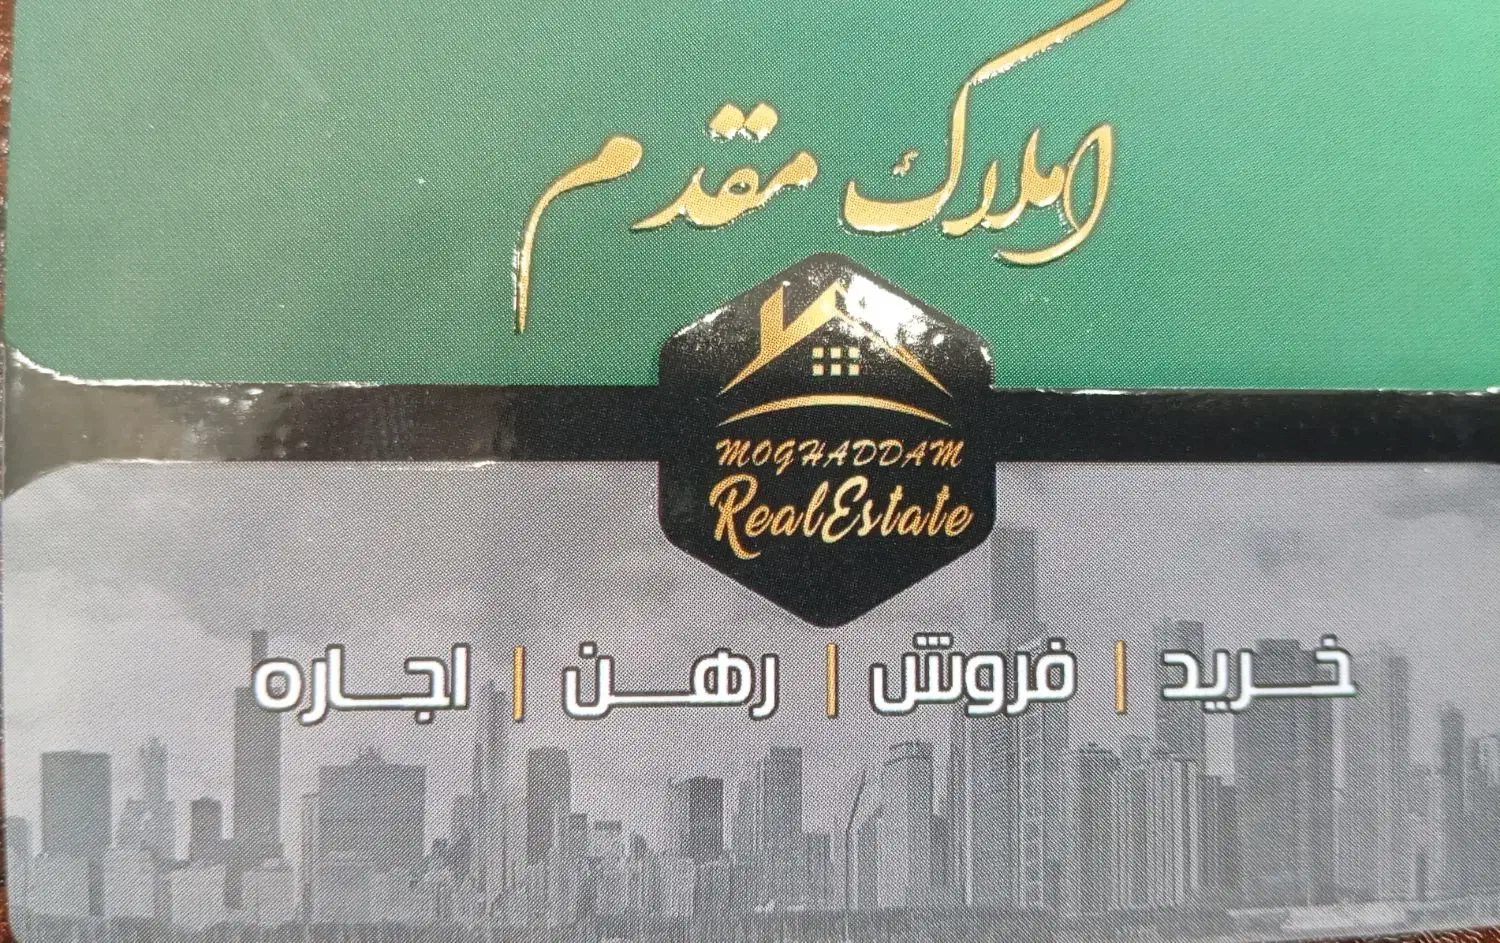 املاک مقدم
MOGHADDAM
RealEstate
خرید | فروش | رهن | اجاره